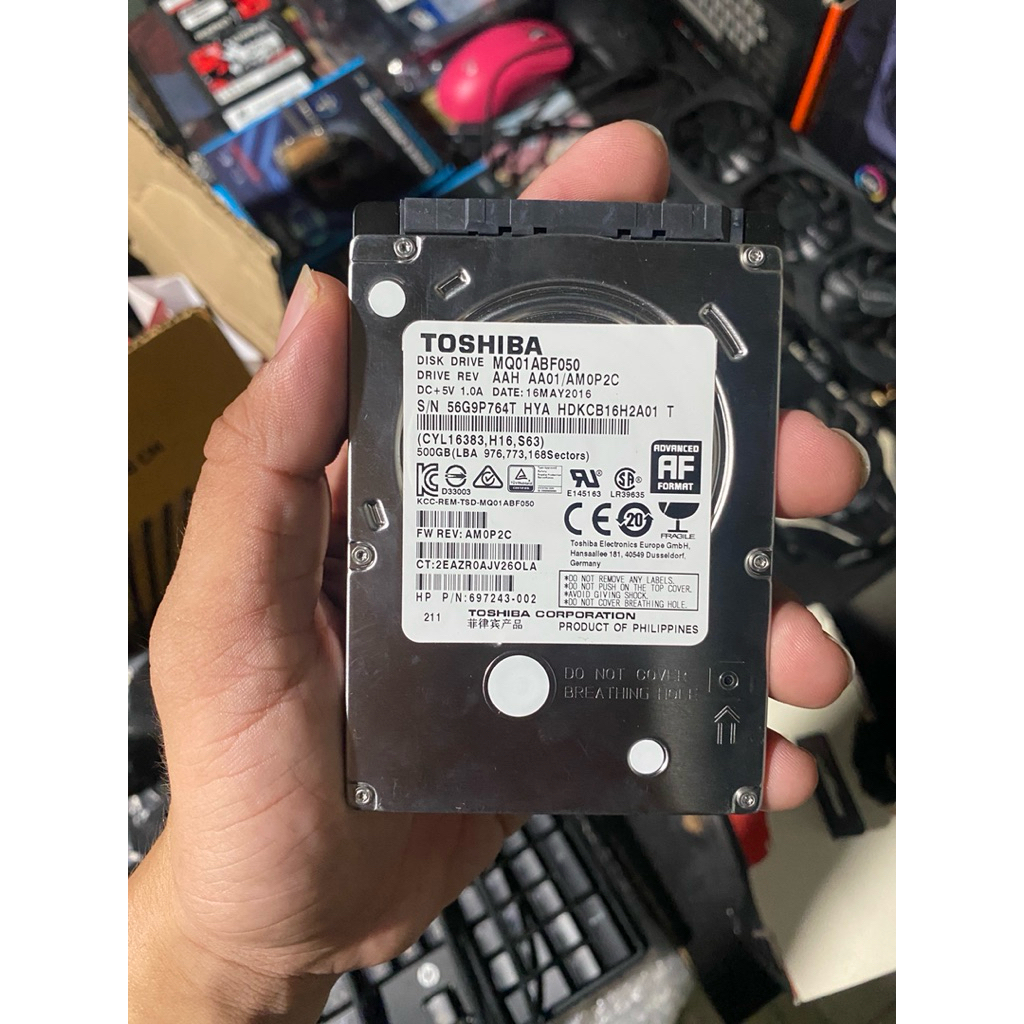 TOSHIBA
DISK DRIVE MQ01ABF050
DRIVE REV AAH AA01/AM0P2C
DC+5V 1.0A DATE:16MAY2016
S/N 56G9P764T HYA HDKCB16H2A01 T
(CYL16383,H16,S63)
500GB(LBA 976,773,168Sectors)
ADVANCED
AF
FORMAT
D33003
E145163
LR39635
KCC-REM-TSD-MQ01ABF050
CE
20
FRAGILE
FW REV: AM0P2C
Toshiba Electronics Europe GmbH,
Hansaallee 181, 40549 Dusseldorf,
Germany
CT:2EAZR0AJV26OLA
*DO NOT REMOVE ANY LABELS.
*DO NOT PUSH ON THE TOP COVER.
*AVOID GIVING SHOCK.
*DO NOT COVER BREATHING HOLE.
HP P/N:697243-002
211
TOSHIBA CORPORATION
菲律宾产品
PRODUCT OF PHILIPPINES
DO NOT COVER
BREATHING HOLE